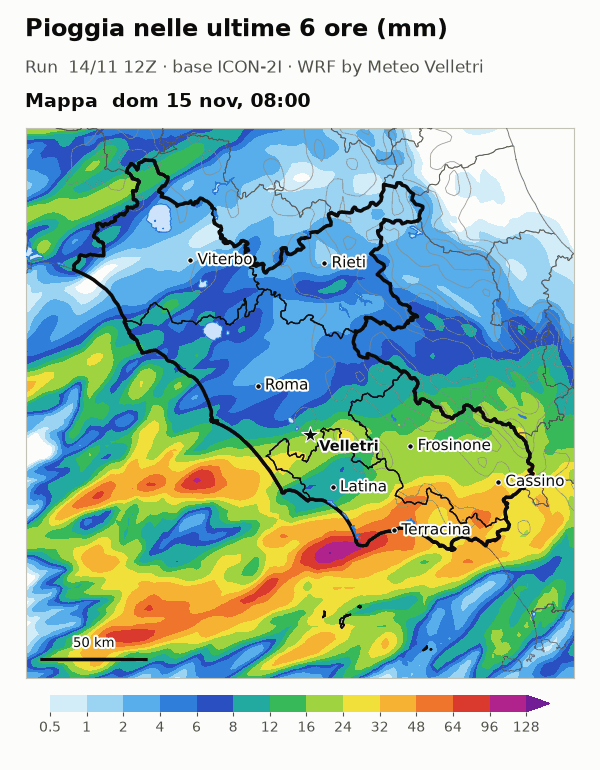 Pioggia nelle ultime 6 ore (mm)
Run  14/11 12Z · base ICON-2I · WRF by Meteo Velletri
Mappa  dom 15 nov, 08:00
Viterbo
Rieti
Roma
Velletri
Frosinone
Latina
Cassino
Terracina
50 km
0.5 1 2 4 6 8 12 16 24 32 48 64 96 128